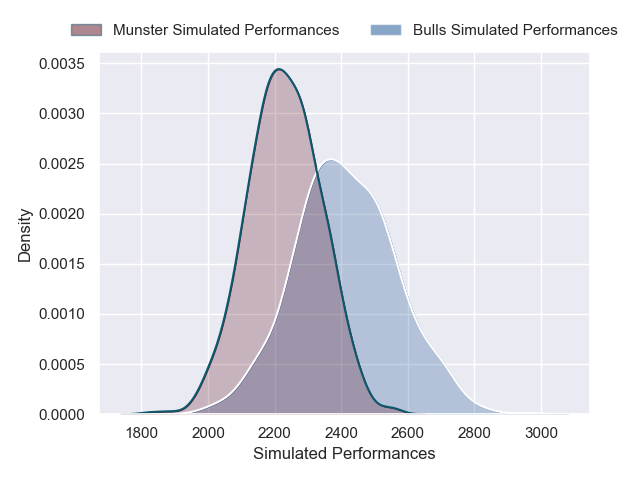 Munster Simulated Performances Bulls Simulated Performances
0.0035
0.0030
0.0025
0.0020
0.0015
0.0010
0.0005
0.0000
Density
1800 2000 2200 2400 2600 2800 3000
Simulated Performances